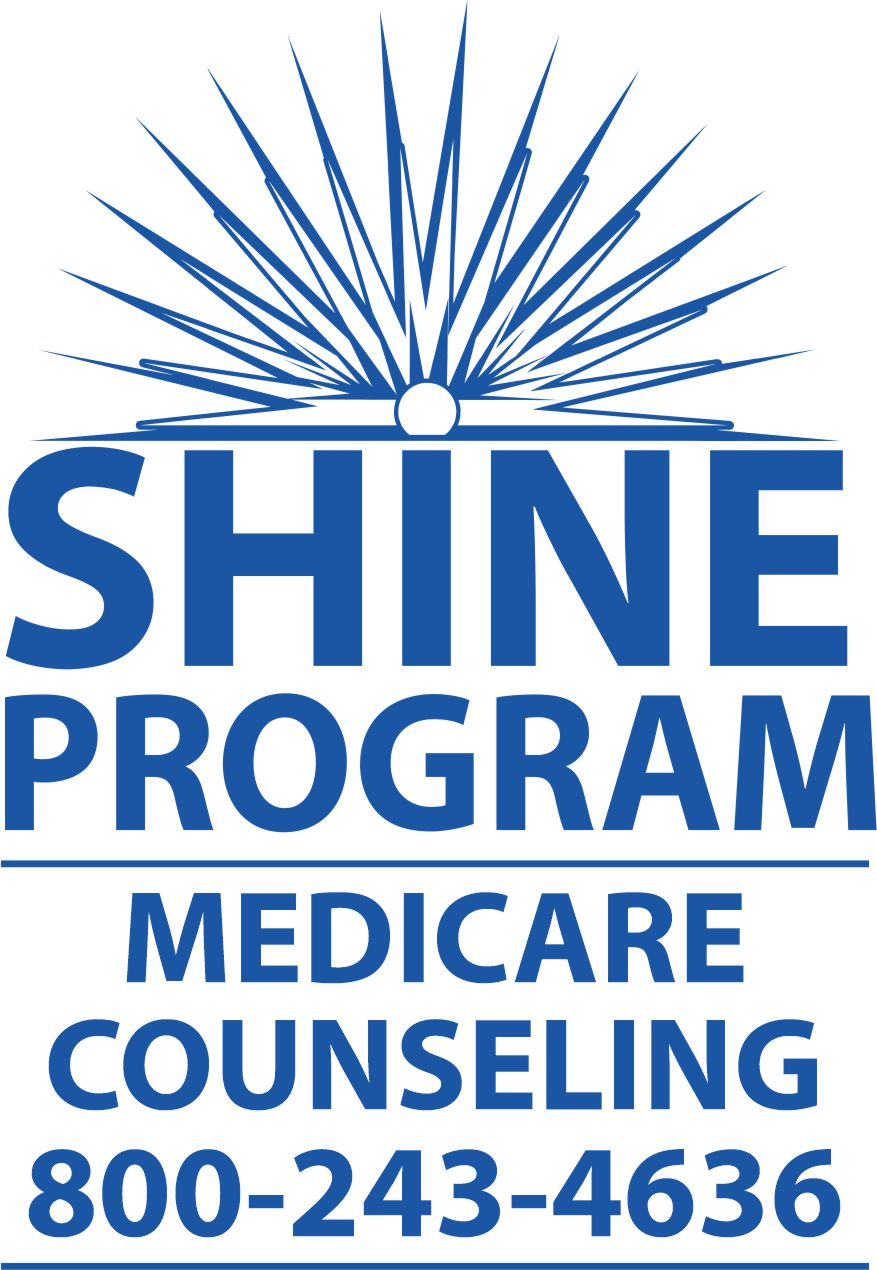 SHINE
PROGRAM
MEDICARE
COUNSELING
800-243-4636